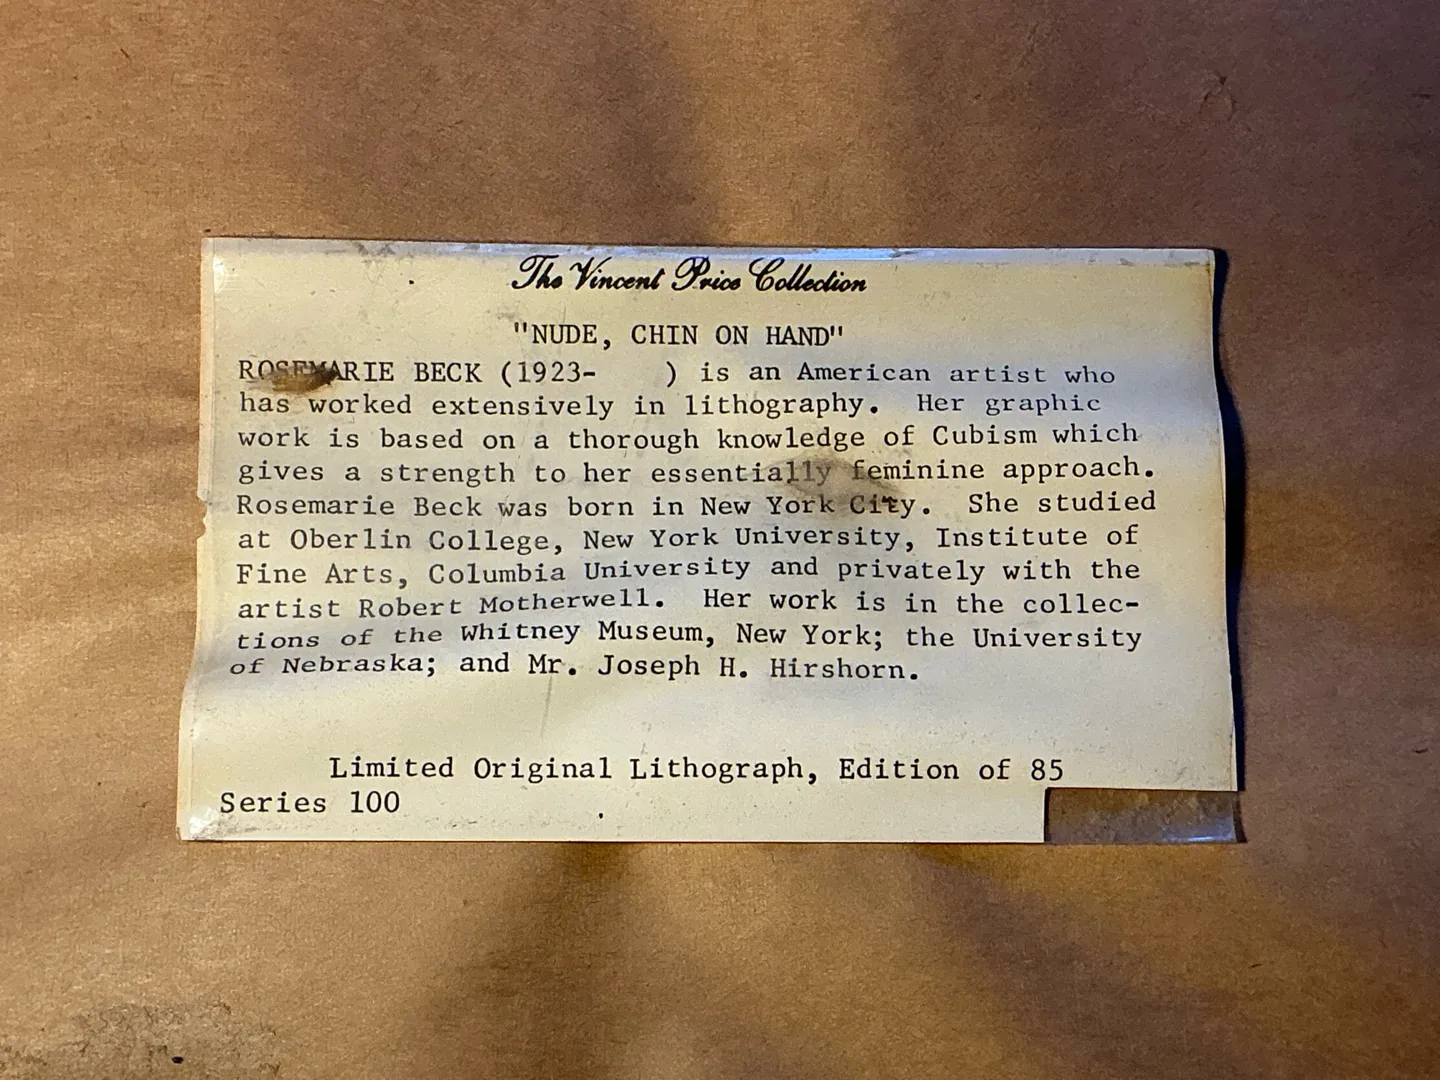 The Vincent Price Collection
"NUDE, CHIN ON HAND"
ROSEMARIE BECK (1923-    ) is an American artist who
has worked extensively in lithography.  Her graphic
work is based on a thorough knowledge of Cubism which
gives a strength to her essentially feminine approach.
Rosemarie Beck was born in New York City.  She studied
at Oberlin College, New York University, Institute of
Fine Arts, Columbia University and privately with the
artist Robert Motherwell.  Her work is in the collec-
tions of the Whitney Museum, New York; the University
of Nebraska; and Mr. Joseph H. Hirshorn.
Limited Original Lithograph, Edition of 85
Series 100